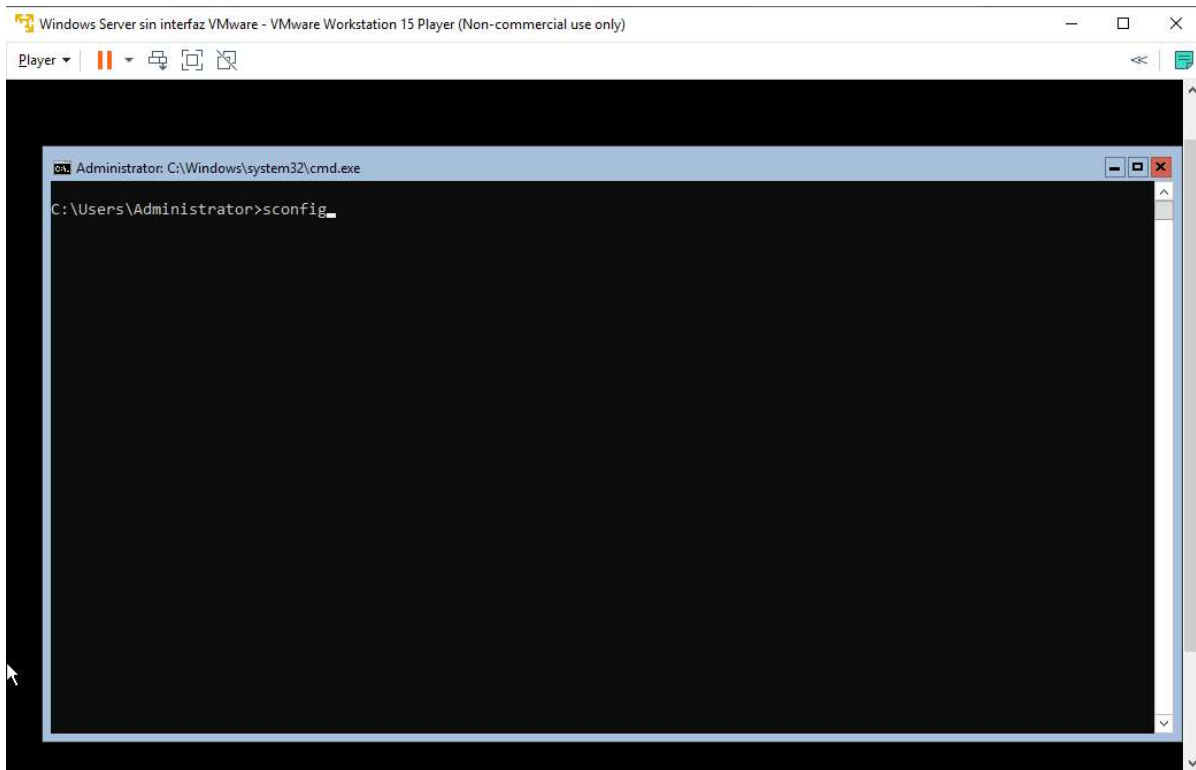 Windows Server sin interfaz VMware - VMware Workstation 15 Player (Non-commercial use only)
Player
Administrator: C:\Windows\system32\cmd.exe
C:\Users\Administrator>sconfig